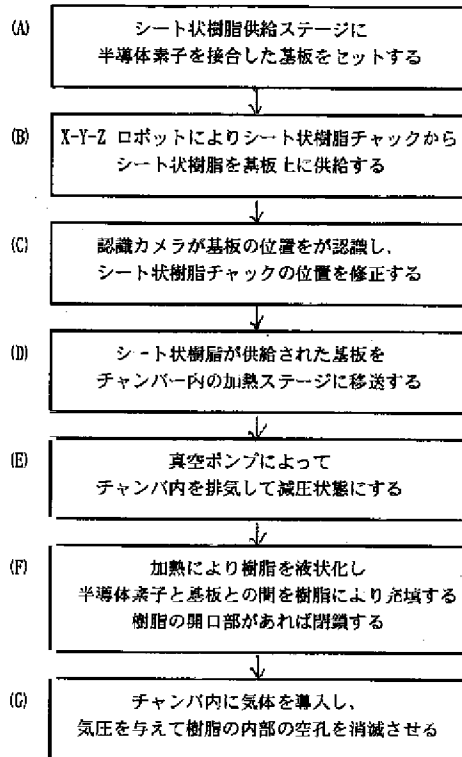 (A)
シート状樹脂供給ステージに
半導体素子を接合した基板をセットする
(B)
X-Y-Z ロボットによりシート状樹脂チャックから
シート状樹脂を基板上に供給する
(C)
認識カメラが基板の位置をが認識し、
シート状樹脂チャックの位置を修正する
(D)
シート状樹脂が供給された基板を
チャンバー内の加熱ステージに移送する
(E)
真空ポンプによって
チャンバ内を排気して減圧状態にする
(F)
加熱により樹脂を液状化し
半導体素子と基板との間を樹脂により充填する
樹脂の開口部があれば閉鎖する
(G)
チャンバ内に気体を導入し、
気圧を与えて樹脂の内部の空孔を消滅させる